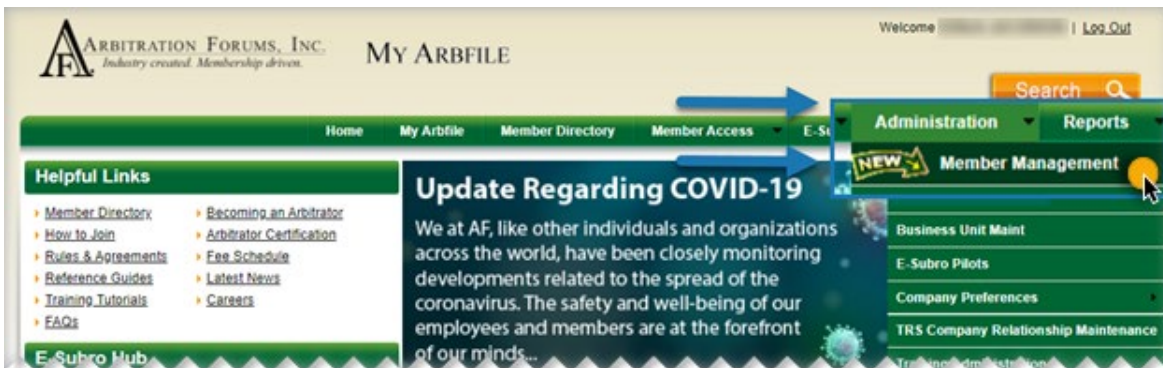 Welcome | Log Out
ARBITRATION FORUMS, INC.
Industry created. Membership driven.
MY ARBFILE
Search
Home My Arbfile Member Directory Member Access E-Su
Administration Reports
NEW Member Management
Helpful Links
Member Directory
How to Join
Rules & Agreements
Reference Guides
Training Tutorials
FAQs
Becoming an Arbitrator
Arbitrator Certification
Fee Schedule
Latest News
Careers
E-Subro Hub
Update Regarding COVID-19
We at AF, like other individuals and organizations
across the world, have been closely monitoring
developments related to the spread of the
coronavirus. The safety and well-being of our
employees and members are at the forefront
of our minds...
Business Unit Maint
E-Subro Pilots
Company Preferences
TRS Company Relationship Maintenance
Training Administration